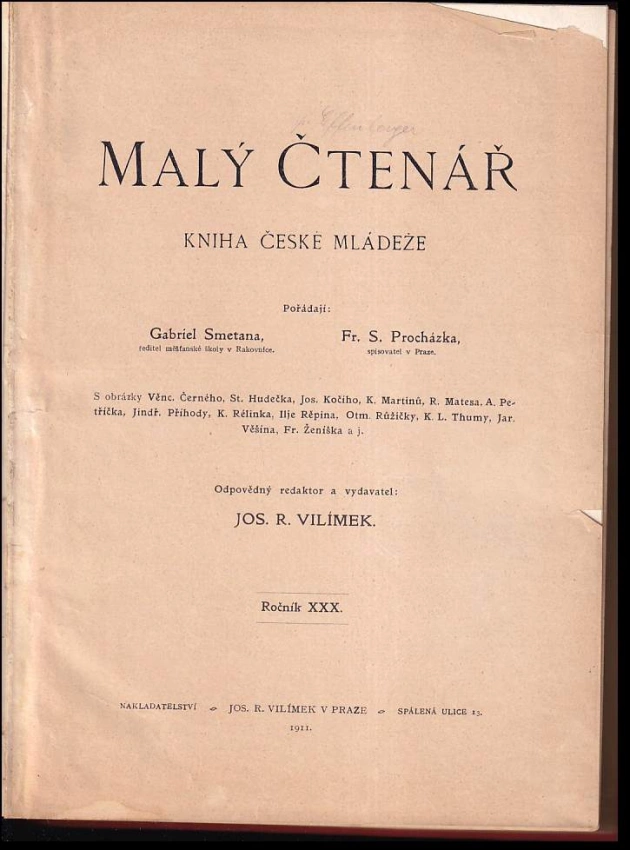 Effenberger
MALÝ ČTENÁŘ
KNIHA ČESKÉ MLÁDEŽE
Pořádají:
Gabriel Smetana, Fr. S. Procházka,
ředitel měšťanské školy v Rakovníce. spisovatel v Praze.
S obrázky Věnc. Černého, St. Hudečka, Jos. Kočího, K. Martinů, R. Matesa, A. Pe-
tříčka, Jindř. Příhody, K. Rélinka, Ilje Rěpina, Otm. Růžičky, K. L. Thumy, Jar.
Věšína, Fr. Ženíška a j.
Odpovědný redaktor a vydavatel:
JOS. R. VILÍMEK.
Ročník XXX.
NAKLADATELSTVÍ JOS. R. VILÍMEK V PRAZE SPÁLENÁ ULICE 13.
1911.